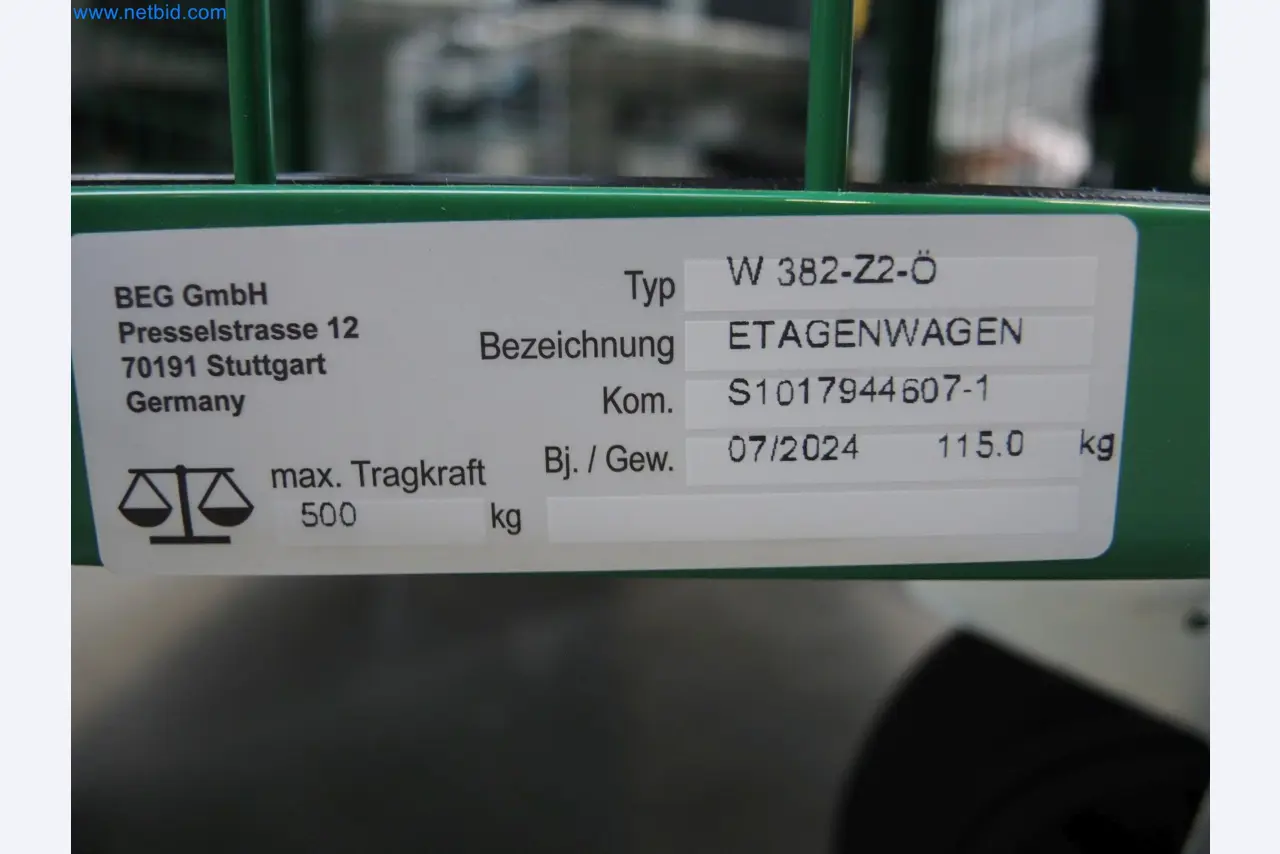 www.netbid.com
BEG GmbH
Presselstrasse 12
70191 Stuttgart
Germany
Typ W 382-Z2-Ö
Bezeichnung ETAGENWAGEN
Kom. S1017944607-1
Bj. / Gew. 07/2024 115.0 kg
max. Tragkraft
500 kg